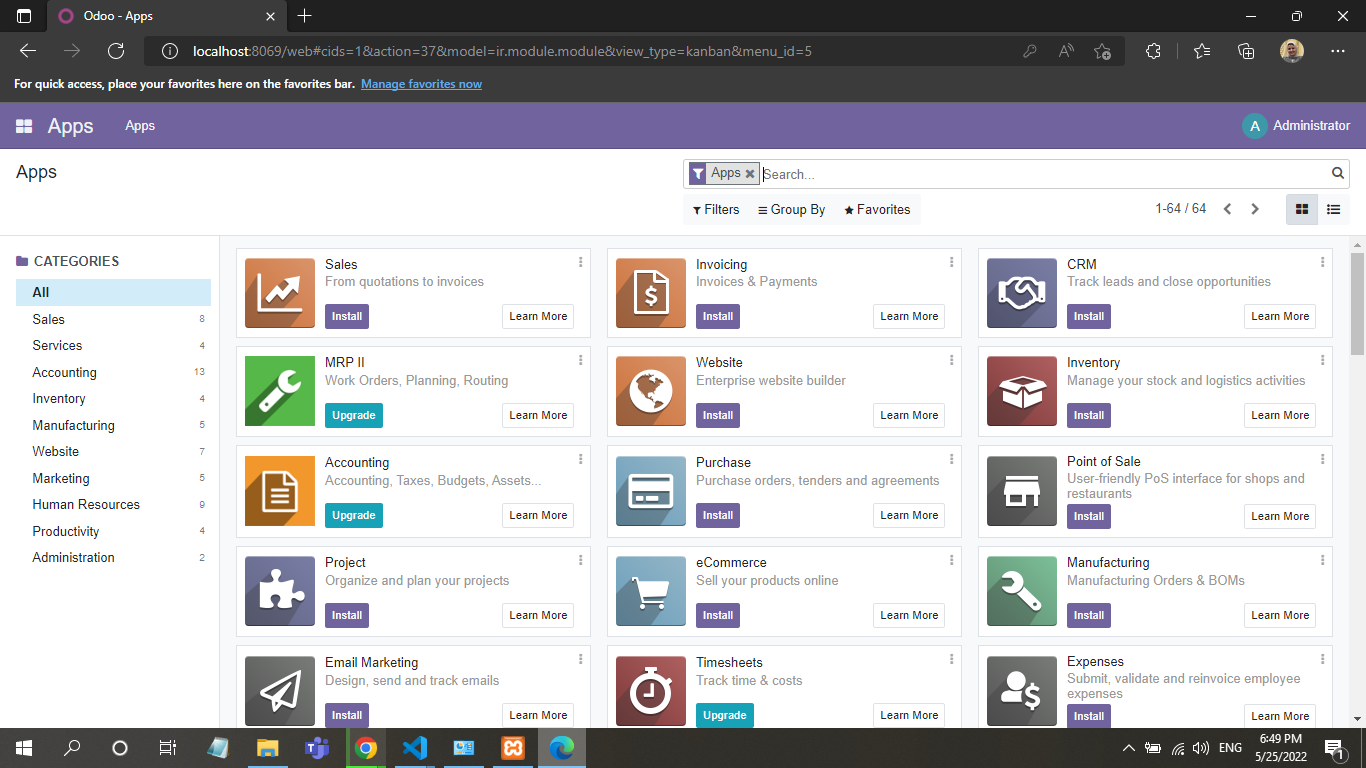 Odoo - Apps
localhost:8069/web#cids=1&action=37&model=ir.module.module&view_type=kanban&menu_id=5
For quick access, place your favorites here on the favorites bar. Manage favorites now
Apps Apps
A Administrator
Apps
Apps Search...
Filters Group By Favorites
1-64 / 64
CATEGORIES
All
Sales 8
Services 4
Accounting 13
Inventory 4
Manufacturing 5
Website 7
Marketing 5
Human Resources 9
Productivity 4
Administration 2
Sales
From quotations to invoices
Install Learn More
Invoicing
Invoices & Payments
Install Learn More
CRM
Track leads and close opportunities
Install Learn More
MRP II
Work Orders, Planning, Routing
Upgrade Learn More
Website
Enterprise website builder
Install Learn More
Inventory
Manage your stock and logistics activities
Install Learn More
Accounting
Accounting, Taxes, Budgets, Assets...
Upgrade Learn More
Purchase
Purchase orders, tenders and agreements
Install Learn More
Point of Sale
User-friendly PoS interface for shops and
restaurants
Install Learn More
Project
Organize and plan your projects
Install Learn More
eCommerce
Sell your products online
Install Learn More
Manufacturing
Manufacturing Orders & BOMs
Install Learn More
Email Marketing
Design, send and track emails
Install Learn More
Timesheets
Track time & costs
Upgrade Learn More
Expenses
Submit, validate and reinvoice employee
expenses
Install Learn More
ENG
6:49 PM
5/25/2022
1